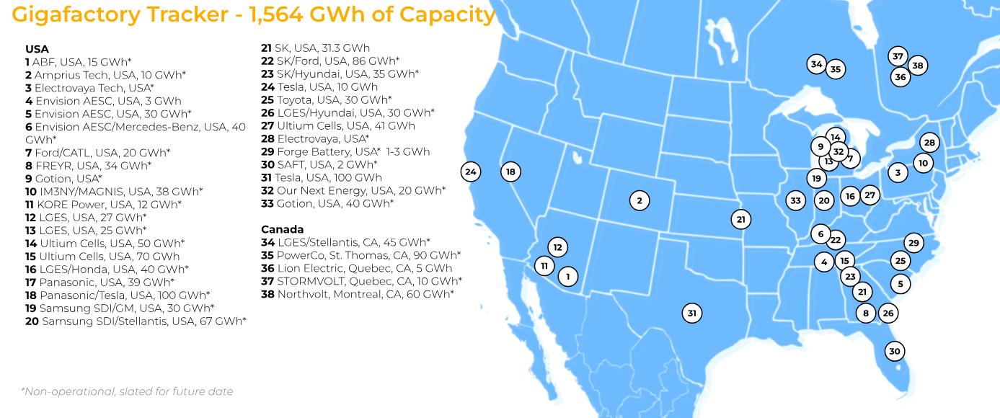 Gigafactory Tracker - 1,564 GWh of Capacity
USA
1 ABF, USA, 15 GWh*
2 Amprius Tech, USA, 10 GWh*
3 Electrovaya Tech, USA*
4 Envision AESC, USA, 3 GWh
5 Envision AESC, USA, 30 GWh*
6 Envision AESC/Mercedes-Benz, USA, 40
GWh*
7 Ford/CATL, USA, 20 GWh*
8 FREYR, USA, 34 GWh*
9 Gotion, USA*
10 IM3NY/MAGNIS, USA, 38 GWh*
11 KORE Power, USA, 12 GWh*
12 LGES, USA, 27 GWh*
13 LGES, USA, 25 GWh*
14 Ultium Cells, USA, 50 GWh*
15 Ultium Cells, USA, 70 GWh
16 LGES/Honda, USA, 40 GWh*
17 Panasonic, USA, 39 GWh*
18 Panasonic/Tesla, USA, 100 GWh*
19 Samsung SDI/GM, USA, 30 GWh*
20 Samsung SDI/Stellantis, USA, 67 GWh*
21 SK, USA, 31.3 GWh
22 SK/Ford, USA, 86 GWh*
23 SK/Hyundai, USA, 35 GWh*
24 Tesla, USA, 10 GWh
25 Toyota, USA, 30 GWh*
26 LGES/Hyundai, USA, 30 GWh*
27 Ultium Cells, USA, 41 GWh
28 Electrovaya, USA*
29 Forge Battery, USA* 1-3 GWh
30 SAFT, USA, 2 GWh*
31 Tesla, USA, 100 GWh
32 Our Next Energy, USA, 20 GWh*
33 Gotion, USA, 40 GWh*
Canada
34 LGES/Stellantis, CA, 45 GWh*
35 PowerCo, St. Thomas, CA, 90 GWh*
36 Lion Electric, Quebec, CA, 5 GWh
37 STORMVOLT, Quebec, CA, 10 GWh*
38 Northvolt, Montreal, CA, 60 GWh*
*Non-operational, slated for future date
37
34
35
38
36
14
28
9
32
13
7
10
24
18
19
3
2
33
20
16
27
21
6
22
29
12
4
15
25
11
1
23
5
21
31
8
26
30